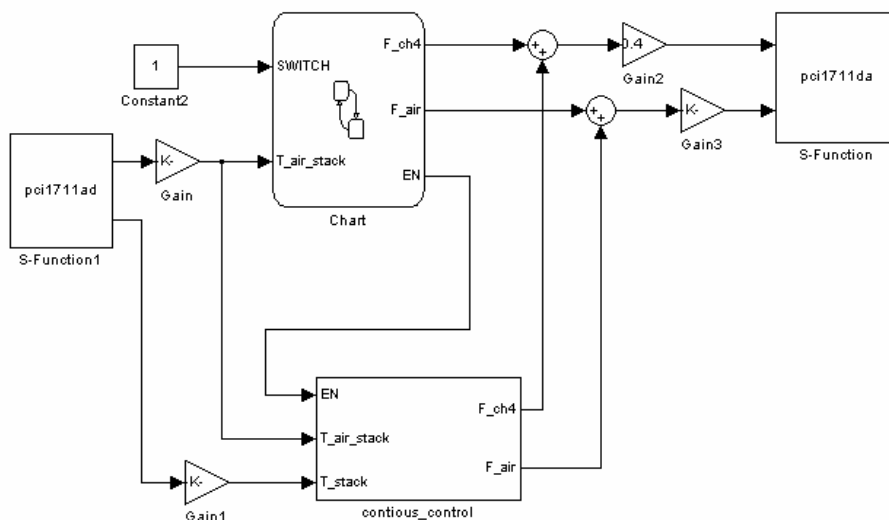 F_ch4
SWITCH
1
Constant2
F_air
T_air_stack
EN
Chart
+
+
+
+
0.4
Gain2
K-
Gain3
pci1711da
S-Function
pci1711ad
S-Function1
K-
Gain
EN
F_ch4
T_air_stack
F_air
T_stack
contious_control
K-
Gain1